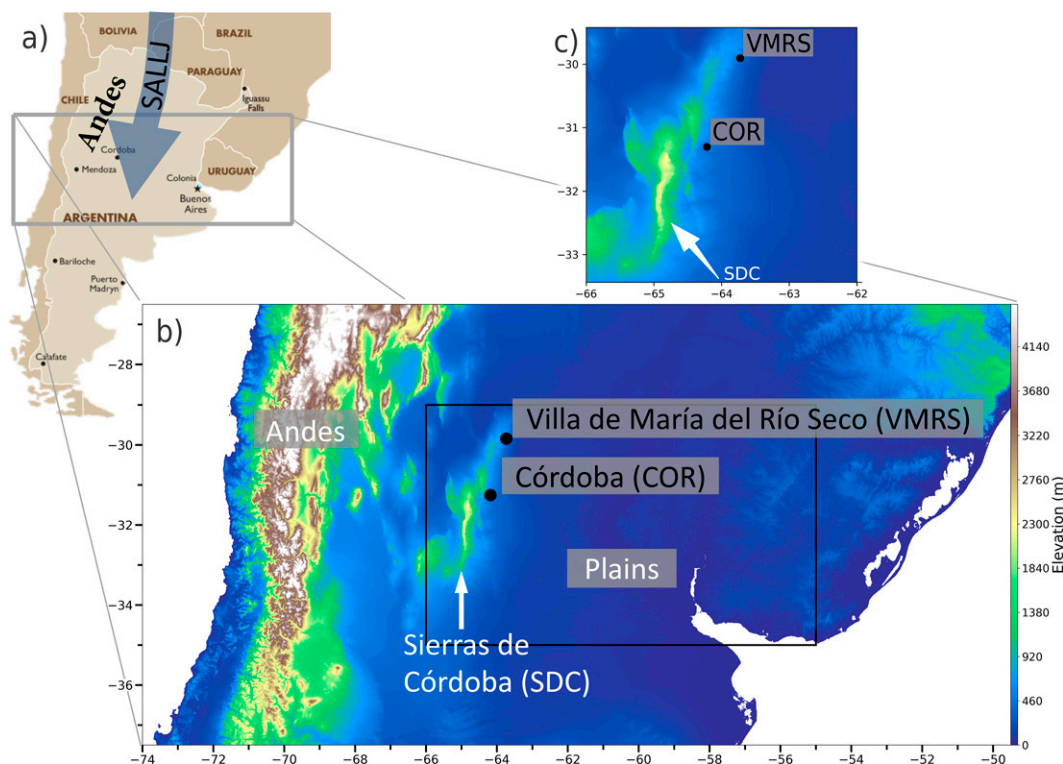 a)
BOLIVIA
BRAZIL
PARAGUAY
CHILE
Andes
SALLJ
Iguassu
Falls
Cordoba
Mendoza
URUGUAY
Colonia
Buenos
Aires
ARGENTINA
Bariloche
Puerto
Madryn
Calafate
c)
VMRS
COR
SDC
−30
−31
−32
−33
−66
−65
−64
−63
−62
b)
Andes
Villa de María del Río Seco (VMRS)
Córdoba (COR)
Plains
Sierras de
Córdoba (SDC)
−28
−30
−32
−34
−36
−74
−72
−70
−68
−66
−64
−62
−60
−58
−56
−54
−52
−50
4140
3680
3220
2760
2300
1840
1380
920
460
0
Elevation (m)